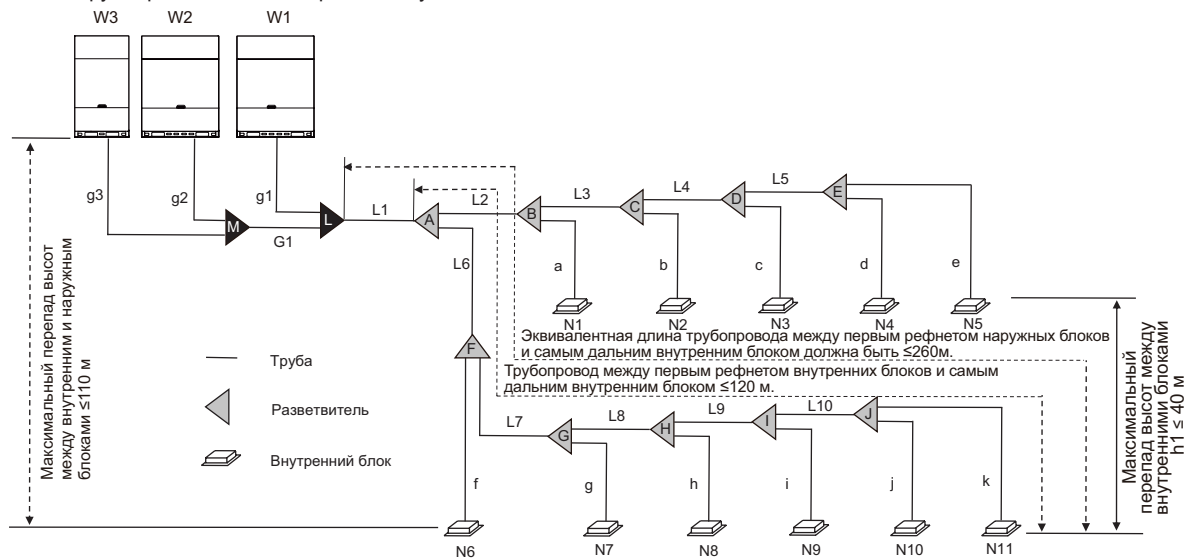 W3 W2 W1
g3 g2 g1
M L L1 A L2 B L3 C L4 D L5 E
G1
L6 a b c d e
N1 N2 N3 N4 N5
Эквивалентная длина трубопровода между первым рефнетом наружных блоков
и самым дальним внутренним блоком должна быть ≤260м.
Трубопровод между первым рефнетом внутренних блоков и самым
дальним внутренним блоком ≤120 м.
Максимальный перепад высот
между внутренним и наружным
блоками ≤110 м
Труба
Разветвитель
Внутренний блок
F
L7 G L8 H L9 I L10 J
f g h i j k
N6 N7 N8 N9 N10 N11
Максимальный
перепад высот между
внутренними блоками
h1 ≤ 40 м